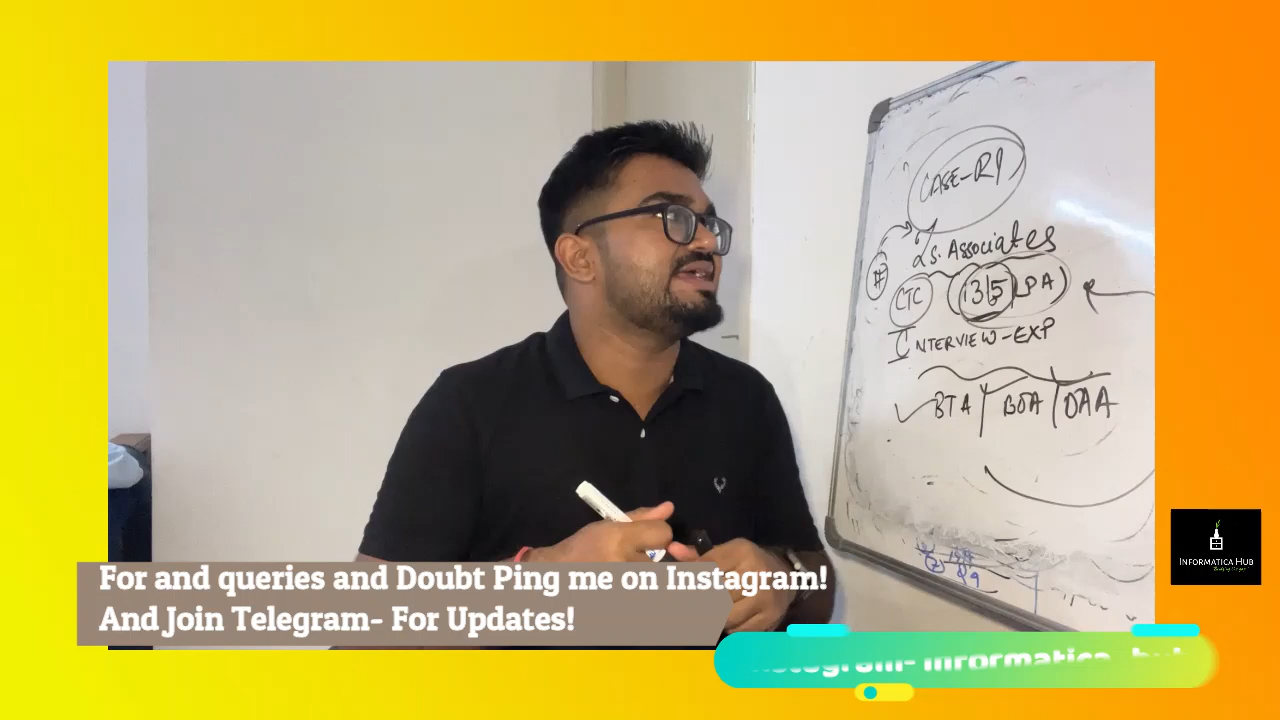 CASE-R1
ZS. ASSOCIATES
#
CTC 13.5 LPA
INTERVIEW-EXP
BTA BOA DAA
INFORMATICA HUB
For and queries and Doubt Ping me on Instagram!
And Join Telegram- For Updates!